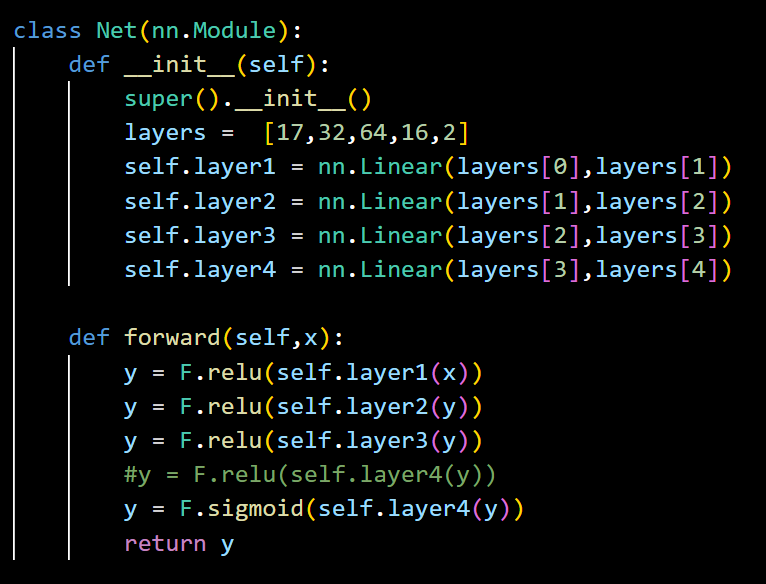 class Net(nn.Module):
    def __init__(self):
        super().__init__()
        layers =  [17,32,64,16,2]
        self.layer1 = nn.Linear(layers[0],layers[1])
        self.layer2 = nn.Linear(layers[1],layers[2])
        self.layer3 = nn.Linear(layers[2],layers[3])
        self.layer4 = nn.Linear(layers[3],layers[4])

    def forward(self,x):
        y = F.relu(self.layer1(x))
        y = F.relu(self.layer2(y))
        y = F.relu(self.layer3(y))
        #y = F.relu(self.layer4(y))
        y = F.sigmoid(self.layer4(y))
        return y